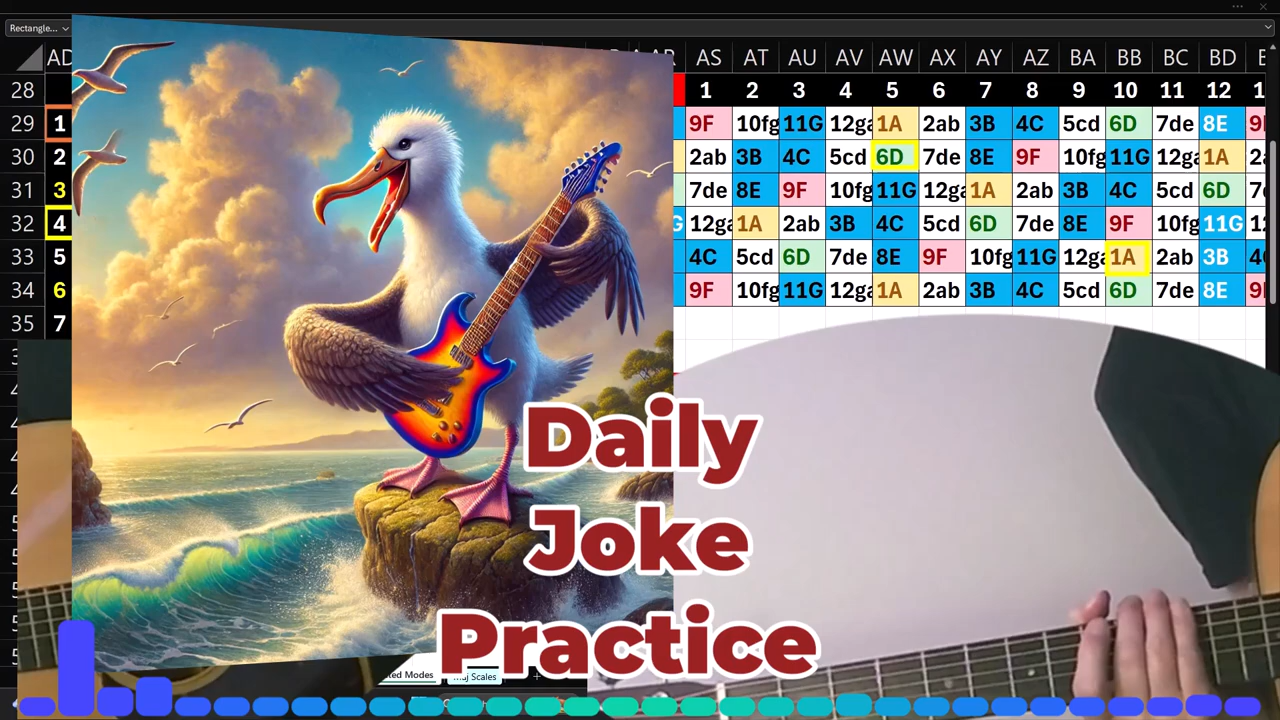 Rectangle...
AD AS AT AU AV AW AX AY AZ BA BB BC BD
28 1 2 3 4 5 6 7 8 9 10 11 12
29 1 9F 10fg 11G 12ga 1A 2ab 3B 4C 5cd 6D 7de 8E
30 2 2ab 3B 4C 5cd 6D 7de 8E 9F 10fg 11G 12ga 1A
31 3 7de 8E 9F 10fg 11G 12ga 1A 2ab 3B 4C 5cd 6D
32 4 G 12ga 1A 2ab 3B 4C 5cd 6D 7de 8E 9F 10fg 11G
33 5 4C 5cd 6D 7de 8E 9F 10fg 11G 12ga 1A 2ab 3B
34 6 9F 10fg 11G 12ga 1A 2ab 3B 4C 5cd 6D 7de 8E
35 7
Daily
Joke
Practice
Modes
Scales